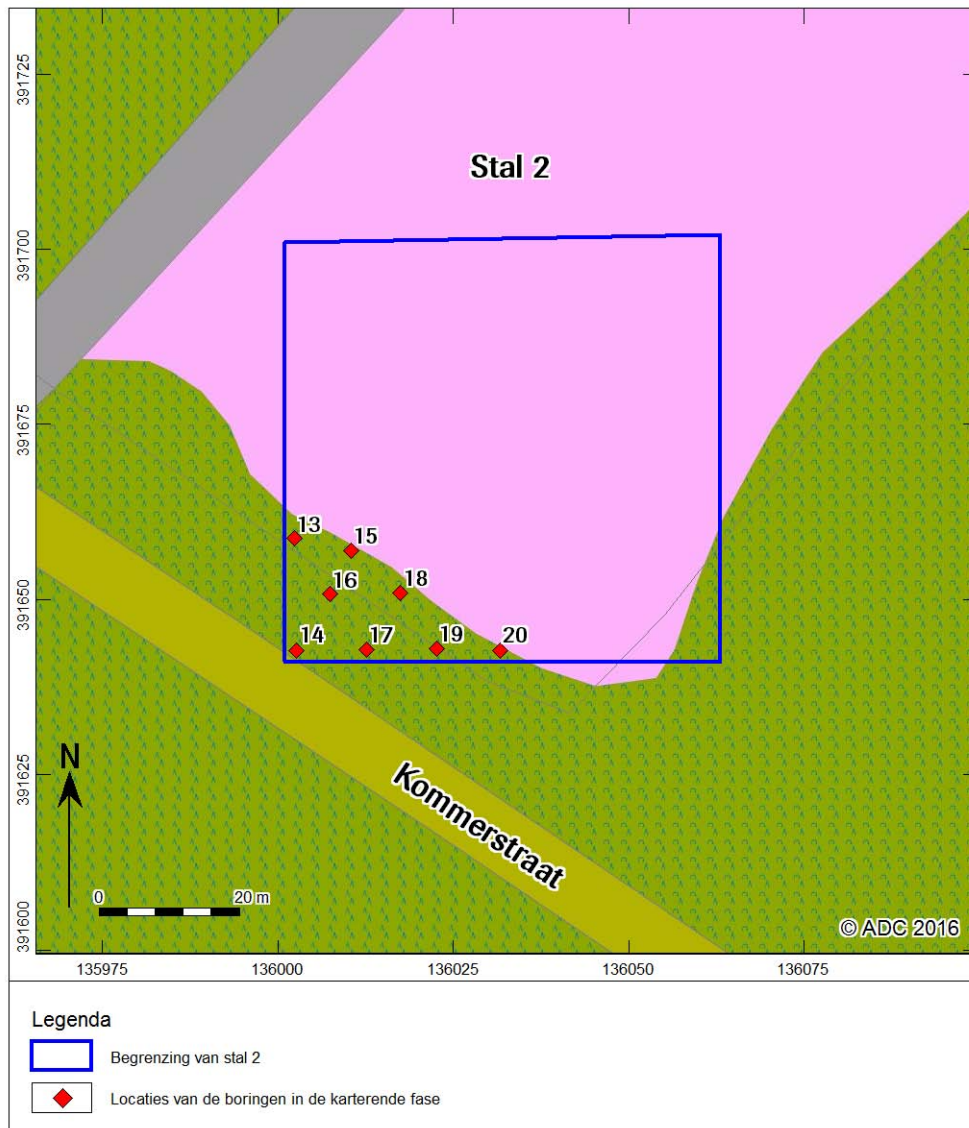 391725
Stal 2
391700
391675
13
15
16
18
391650
14
17
19
20
391625
N
Kommerstraat
0 20 m
391600
© ADC 2016
135975 136000 136025 136050 136075
Legenda
Begrenzing van stal 2
Locaties van de boringen in de karterende fase